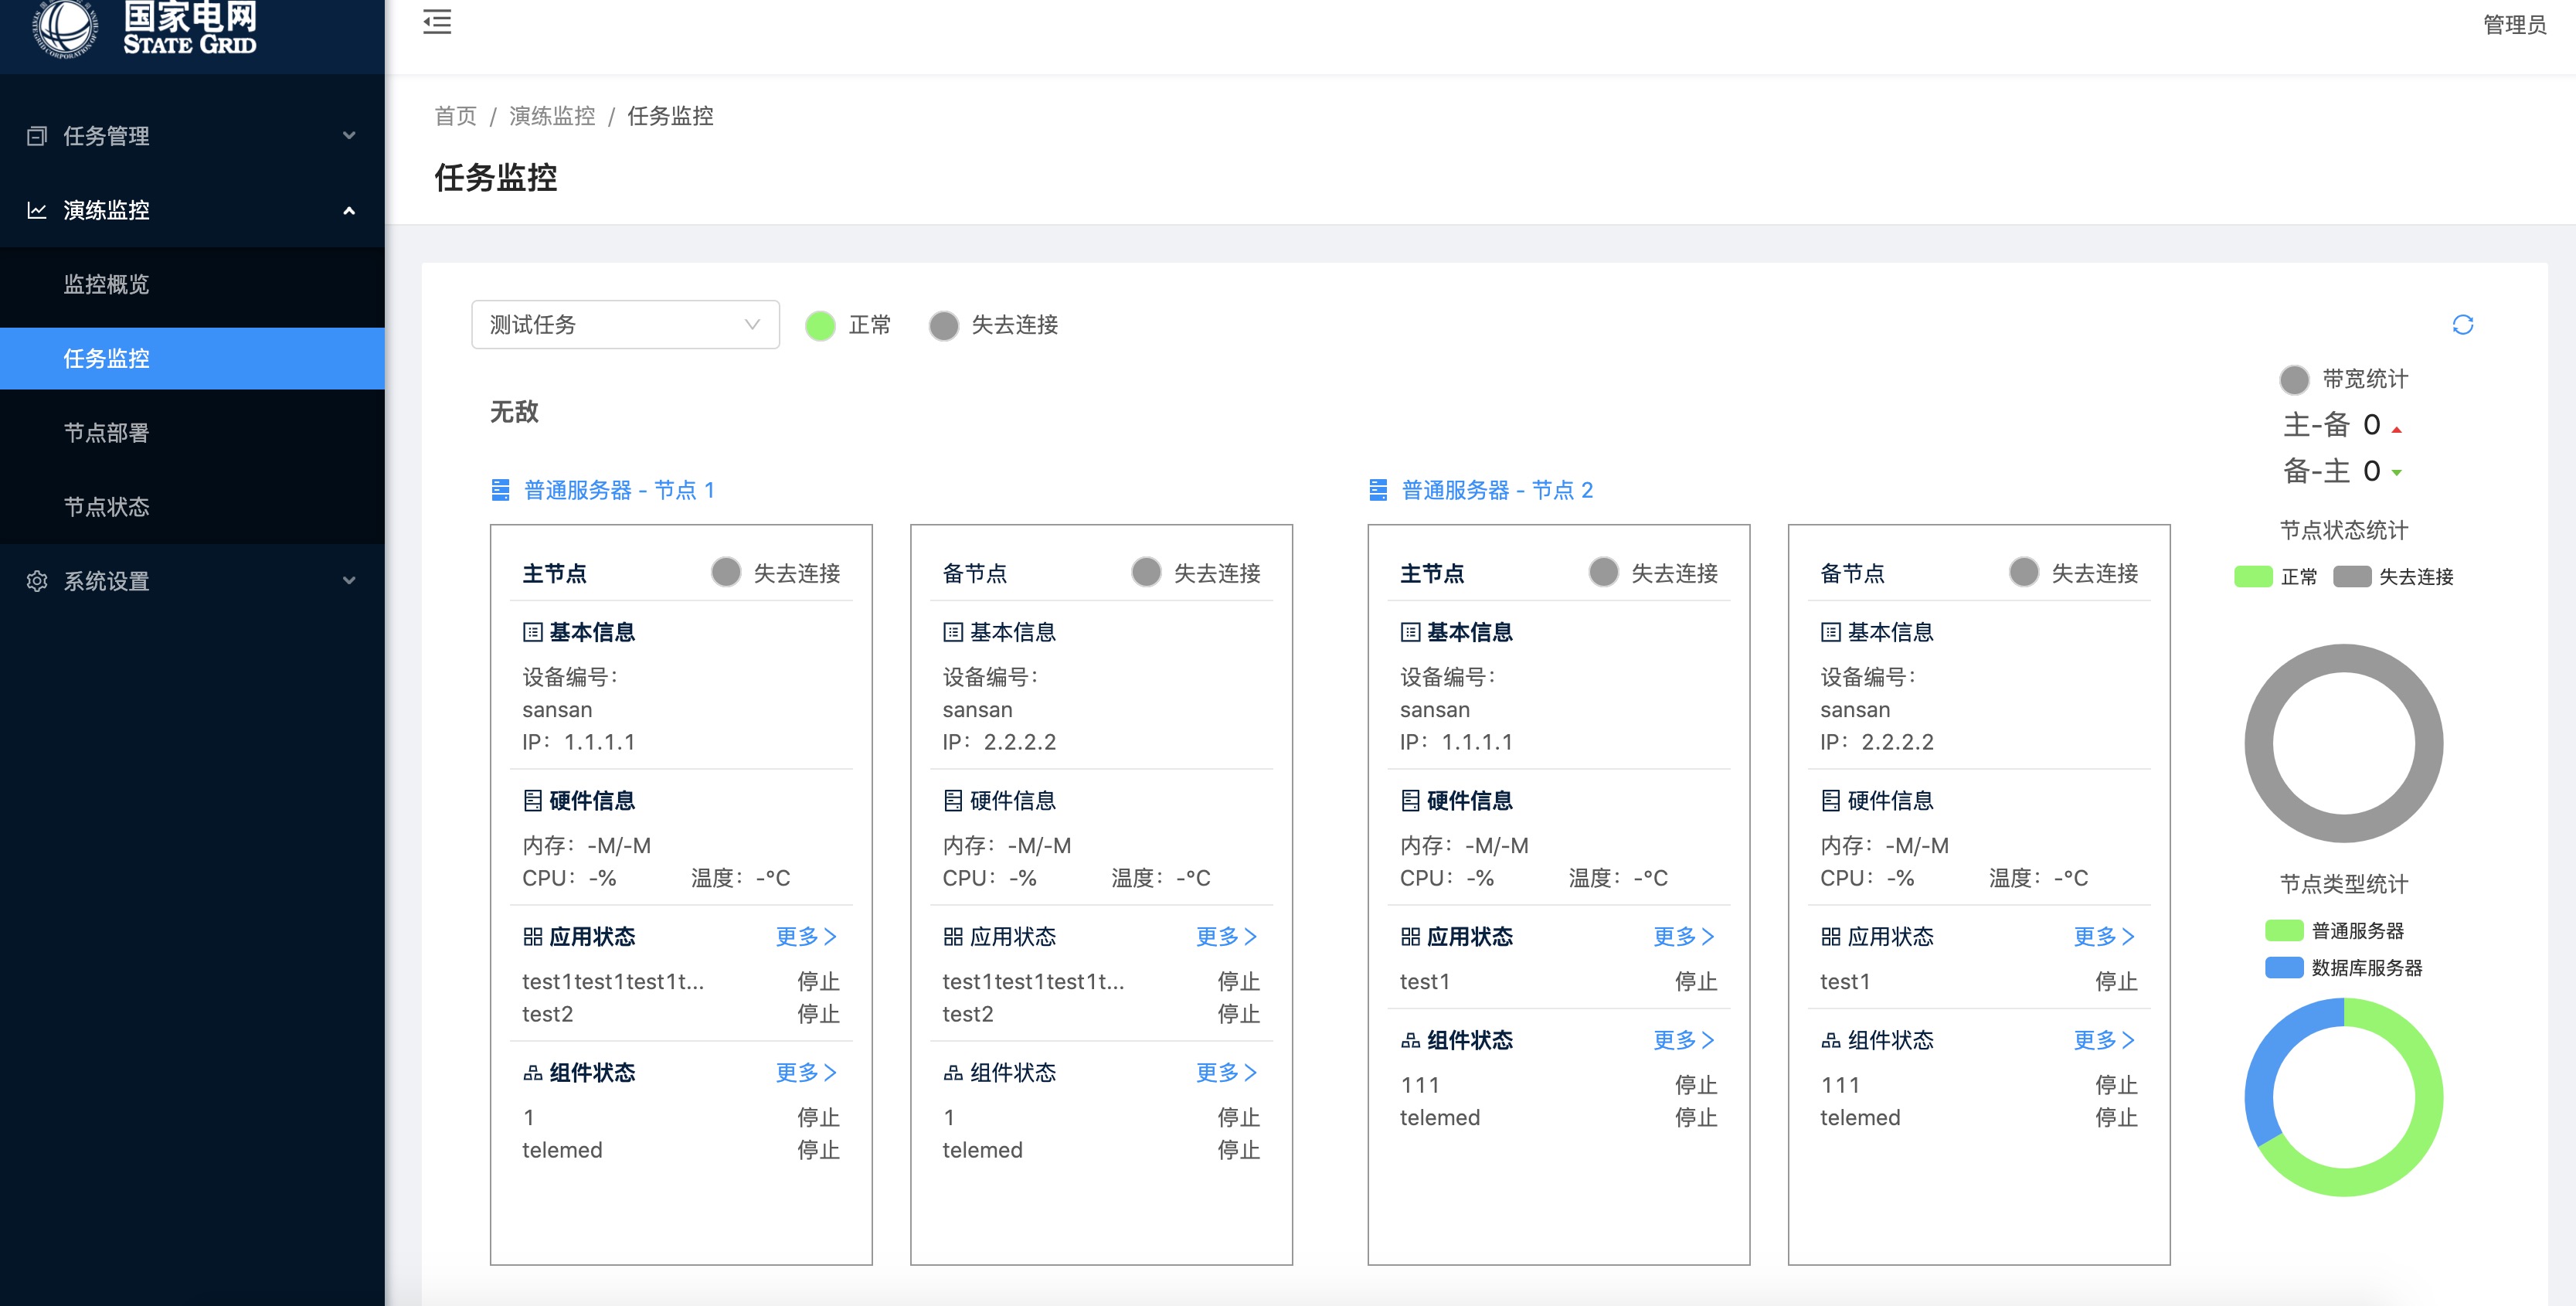 国家电网
STATE GRID
管理员
任务管理
演练监控
监控概览
任务监控
节点部署
节点状态
系统设置
首页 / 演练监控 / 任务监控
任务监控
测试任务 正常 失去连接
无敌
普通服务器 - 节点 1
主节点 失去连接
基本信息
设备编号：
sansan
IP：1.1.1.1
硬件信息
内存：-M/-M
CPU：-% 温度：-°C
应用状态 更多
test1test1test1t... 停止
test2 停止
组件状态 更多
1 停止
telemed 停止
备节点 失去连接
基本信息
设备编号：
sansan
IP：2.2.2.2
硬件信息
内存：-M/-M
CPU：-% 温度：-°C
应用状态 更多
test1test1test1t... 停止
test2 停止
组件状态 更多
1 停止
telemed 停止
普通服务器 - 节点 2
主节点 失去连接
基本信息
设备编号：
sansan
IP：1.1.1.1
硬件信息
内存：-M/-M
CPU：-% 温度：-°C
应用状态 更多
test1 停止
组件状态 更多
111 停止
telemed 停止
备节点 失去连接
基本信息
设备编号：
sansan
IP：2.2.2.2
硬件信息
内存：-M/-M
CPU：-% 温度：-°C
应用状态 更多
test1 停止
组件状态 更多
111 停止
telemed 停止
带宽统计
主-备 0
备-主 0
节点状态统计
正常 失去连接
节点类型统计
普通服务器
数据库服务器